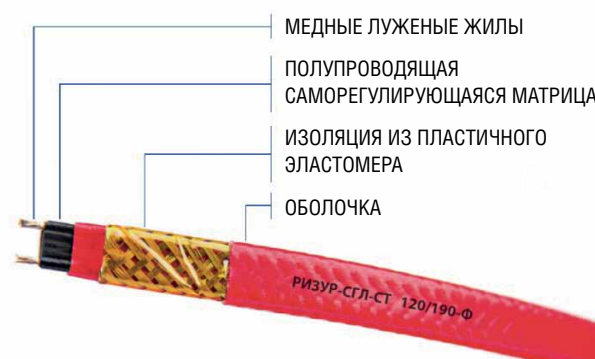 МЕДНЫЕ ЛУЖЕНЫЕ ЖИЛЫ
ПОЛУПРОВОДЯЩАЯ
САМОРЕГУЛИРУЮЩАЯСЯ МАТРИЦА
ИЗОЛЯЦИЯ ИЗ ПЛАСТИЧНОГО
ЭЛАСТОМЕРА
ОБОЛОЧКА
РИЗУР-СГЛ-СТ 120/190-Ф